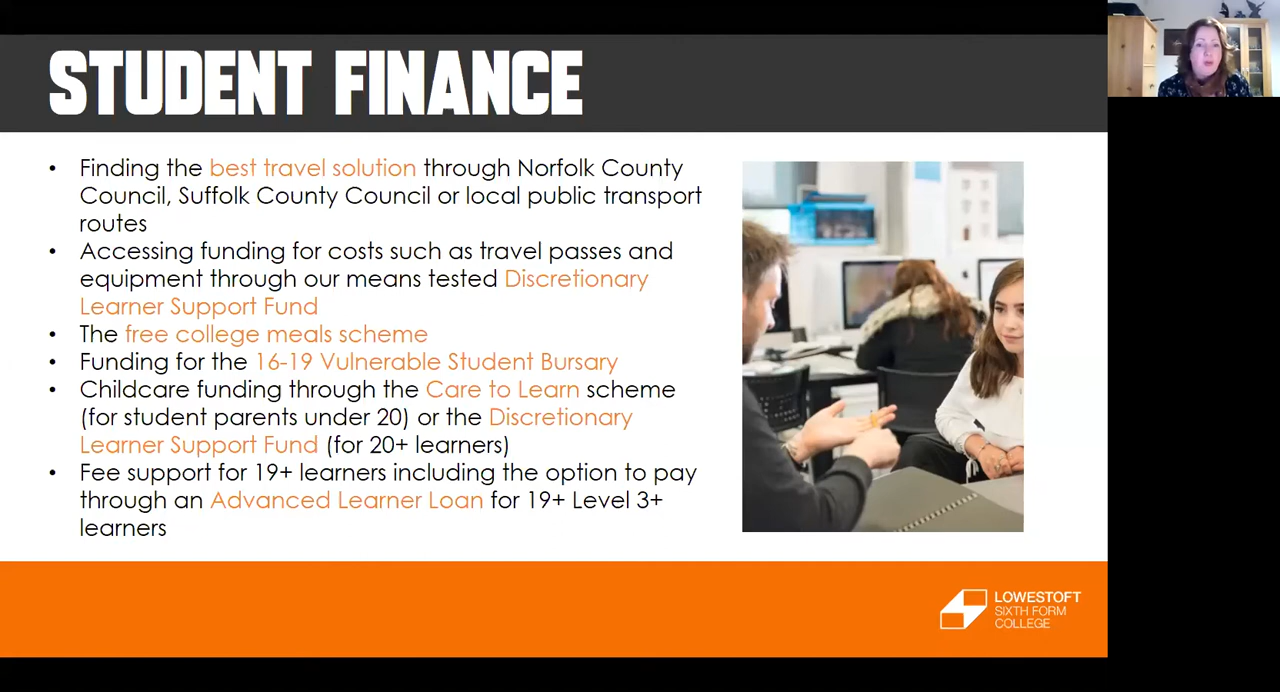 STUDENT FINANCE
• Finding the best travel solution through Norfolk County
Council, Suffolk County Council or local public transport
routes
• Accessing funding for costs such as travel passes and
equipment through our means tested Discretionary
Learner Support Fund
• The free college meals scheme
• Funding for the 16-19 Vulnerable Student Bursary
• Childcare funding through the Care to Learn scheme
(for student parents under 20) or the Discretionary
Learner Support Fund (for 20+ learners)
• Fee support for 19+ learners including the option to pay
through an Advanced Learner Loan for 19+ Level 3+
learners
LOWESTOFT
SIXTH FORM
COLLEGE